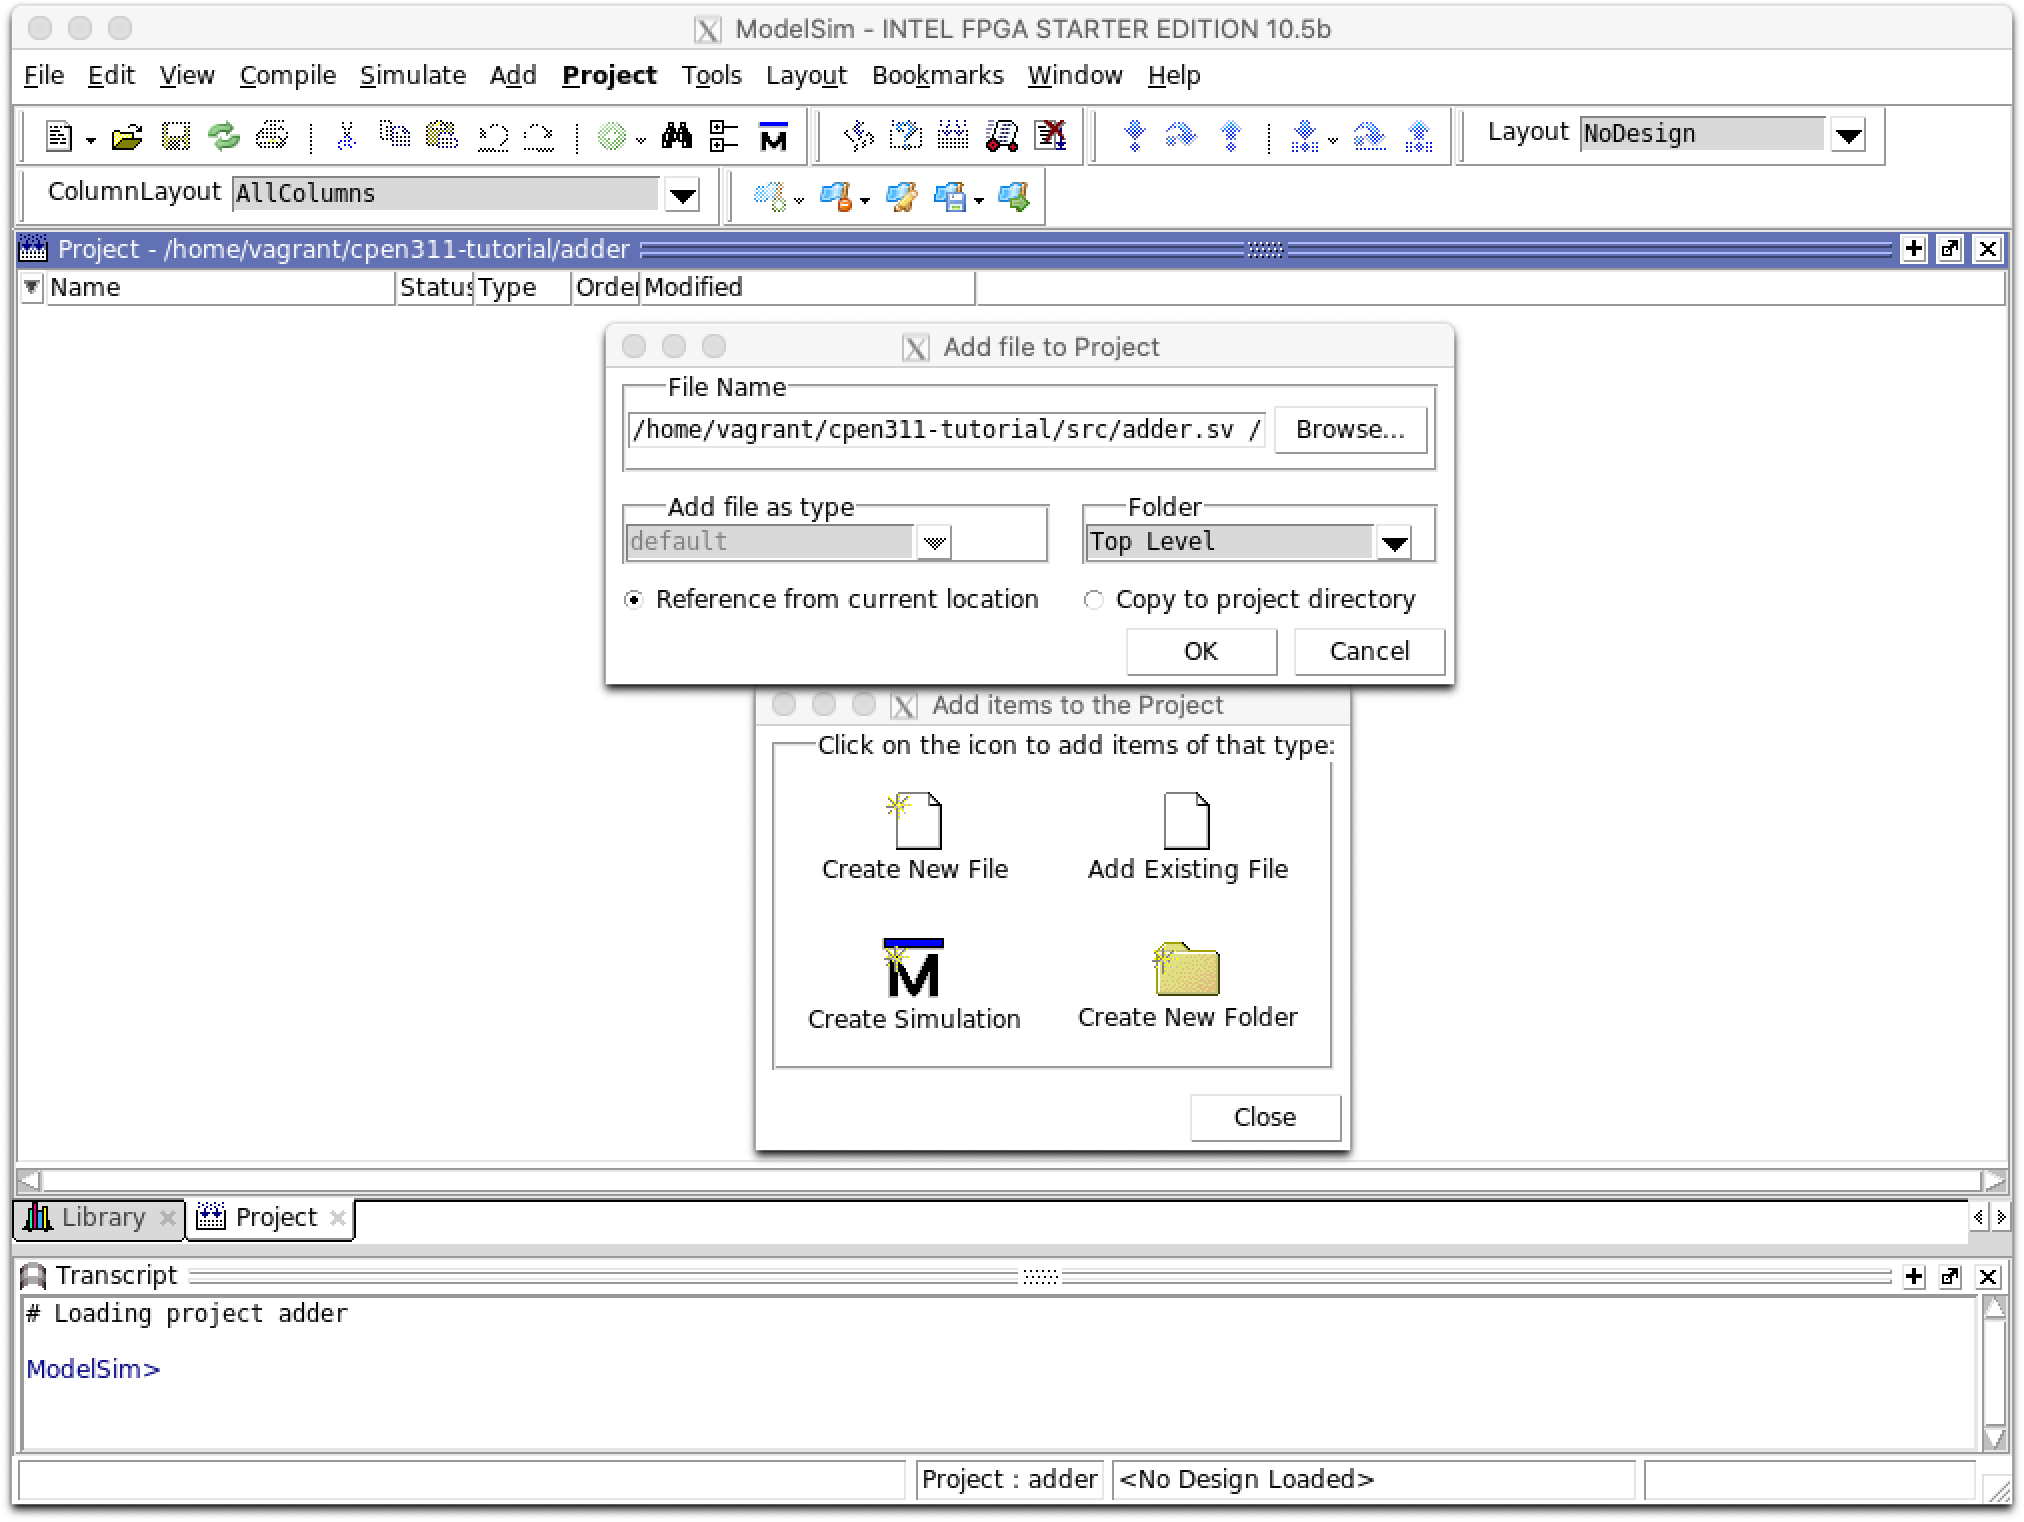 ModelSim - INTEL FPGA STARTER EDITION 10.5b
File Edit View Compile Simulate Add Project Tools Layout Bookmarks Window Help
Layout NoDesign
ColumnLayout AllColumns
Project - /home/vagrant/cpen311-tutorial/adder
Name Status Type Order Modified
Add file to Project
File Name
/home/vagrant/cpen311-tutorial/src/adder.sv / Browse...
Add file as type Folder
default Top Level
Reference from current location Copy to project directory
OK Cancel
Add items to the Project
Click on the icon to add items of that type:
Create New File Add Existing File
Create Simulation Create New Folder
Close
Library Project
Transcript
# Loading project adder
ModelSim>
Project : adder <No Design Loaded>